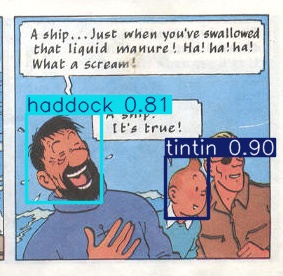 A ship... Just when you've swallowed
that liquid manure! Ha! ha! ha!
What a scream!
haddock 0.81
ship.
It's true!
tintin 0.90